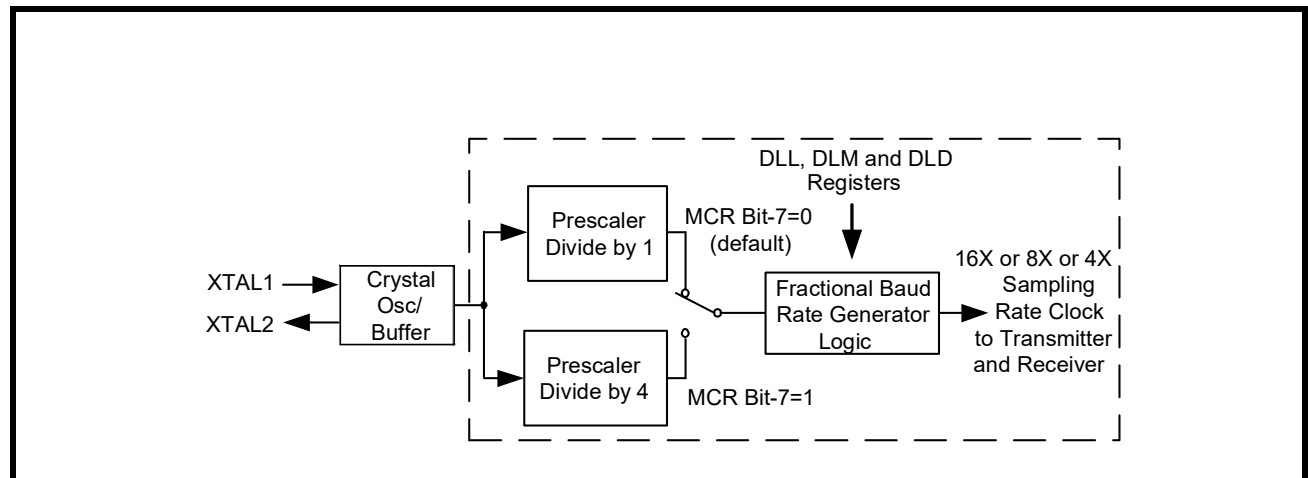 DLL, DLM and DLD
Registers
Prescaler
Divide by 1
MCR Bit-7=0
(default)
XTAL1
XTAL2
Crystal
Osc/
Buffer
Fractional Baud
Rate Generator
Logic
16X or 8X or 4X
Sampling
Rate Clock
to Transmitter
and Receiver
Prescaler
Divide by 4
MCR Bit-7=1